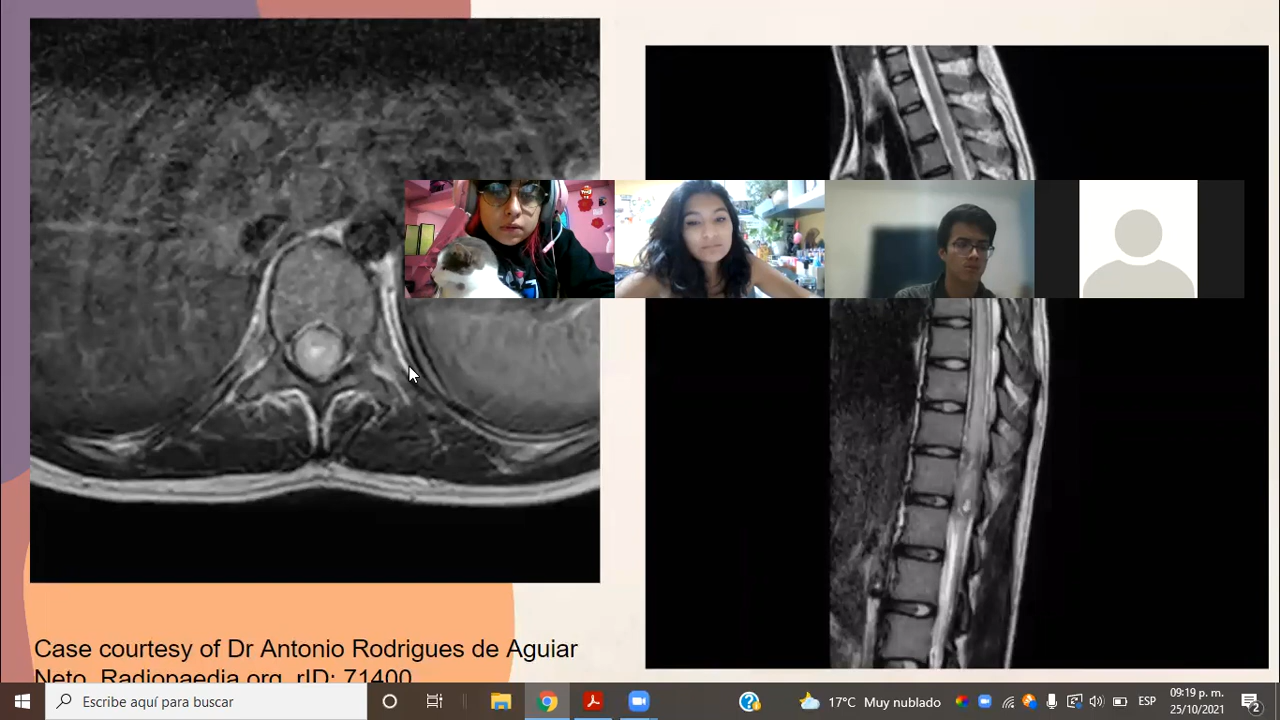 Case courtesy of Dr Antonio Rodrigues de Aguiar
Neto, Radiopaedia.org, rID: 71400
Escribe aquí para buscar
17°C Muy nublado
ESP
09:19 p. m.
25/10/2021
2